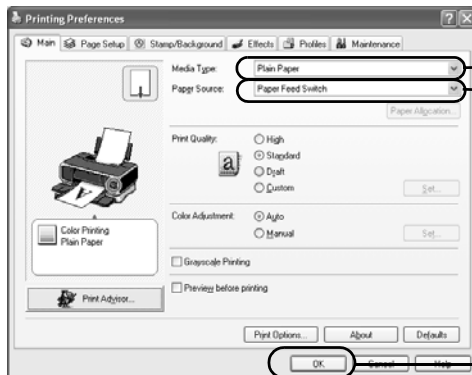 Printing Preferences
Main Page Setup Stamp/Background Effects Profiles Maintenance
Media Type: Plain Paper
Paper Source: Paper Feed Switch
Paper Allocation...
Print Quality: High
Standard
Draft
Custom Set...
Color Adjustment: Auto
Manual Set...
Color Printing
Plain Paper
Grayscale Printing
Preview before printing
Print Advisor...
Print Options... About Defaults
OK Cancel Help